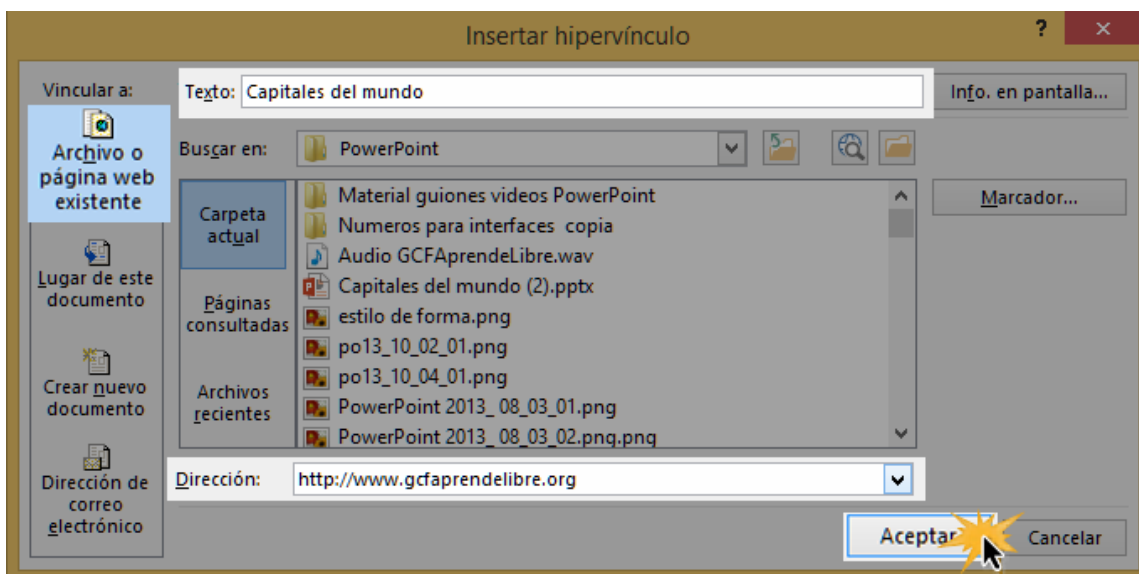 Insertar hipervínculo
?
×
Vincular a:
Texto: Capitales del mundo
Info. en pantalla...
Archivo o
página web
existente
Buscar en:
PowerPoint
Lugar de este
documento
Crear nuevo
documento
Dirección de
correo
electrónico
Carpeta
actual
Páginas
consultadas
Archivos
recientes
Material guiones videos PowerPoint
Numeros para interfaces copia
Audio GCFAprendeLibre.wav
Capitales del mundo (2).pptx
estilo de forma.png
po13_10_02_01.png
po13_10_04_01.png
PowerPoint 2013_ 08_03_01.png
PowerPoint 2013_ 08_03_02.png.png
Marcador...
Dirección: http://www.gcfaprendelibre.org
Aceptar
Cancelar